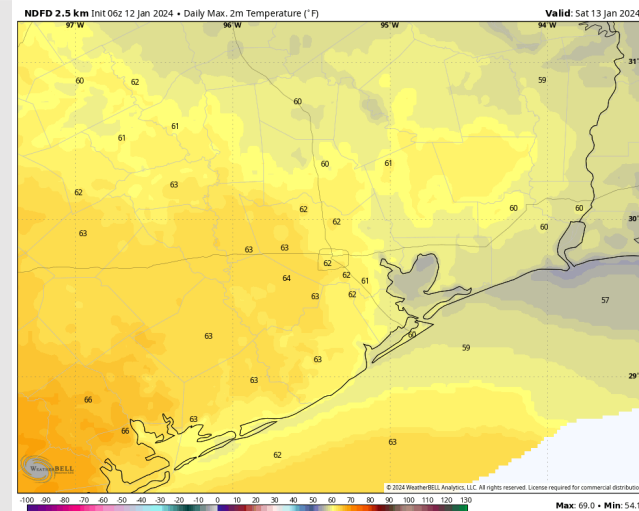 NDFD 2.5 km Init 06z 12 Jan 2024 • Daily Max. 2m Temperature (°F)
Valid: Sat 13 Jan 2024
97°W 96°W 95°W 94°W
31°
60 62 59
60
61 61
60 61
62 63
62 60 60
30°
62 60
63
63 63
62
64 62 61
63 62
57
63 60
59
63
29°
63
66
63
66
63
62
WEATHERBELL
© 2024 WeatherBELL Analytics, LLC. All rights reserved. License required for commercial distributio
-100 -90 -80 -70 -60 -50 -40 -30 -20 -10 0 10 20 30 40 50 60 70 80 90 100 110 120 130
Max: 69.0 • Min: 54.